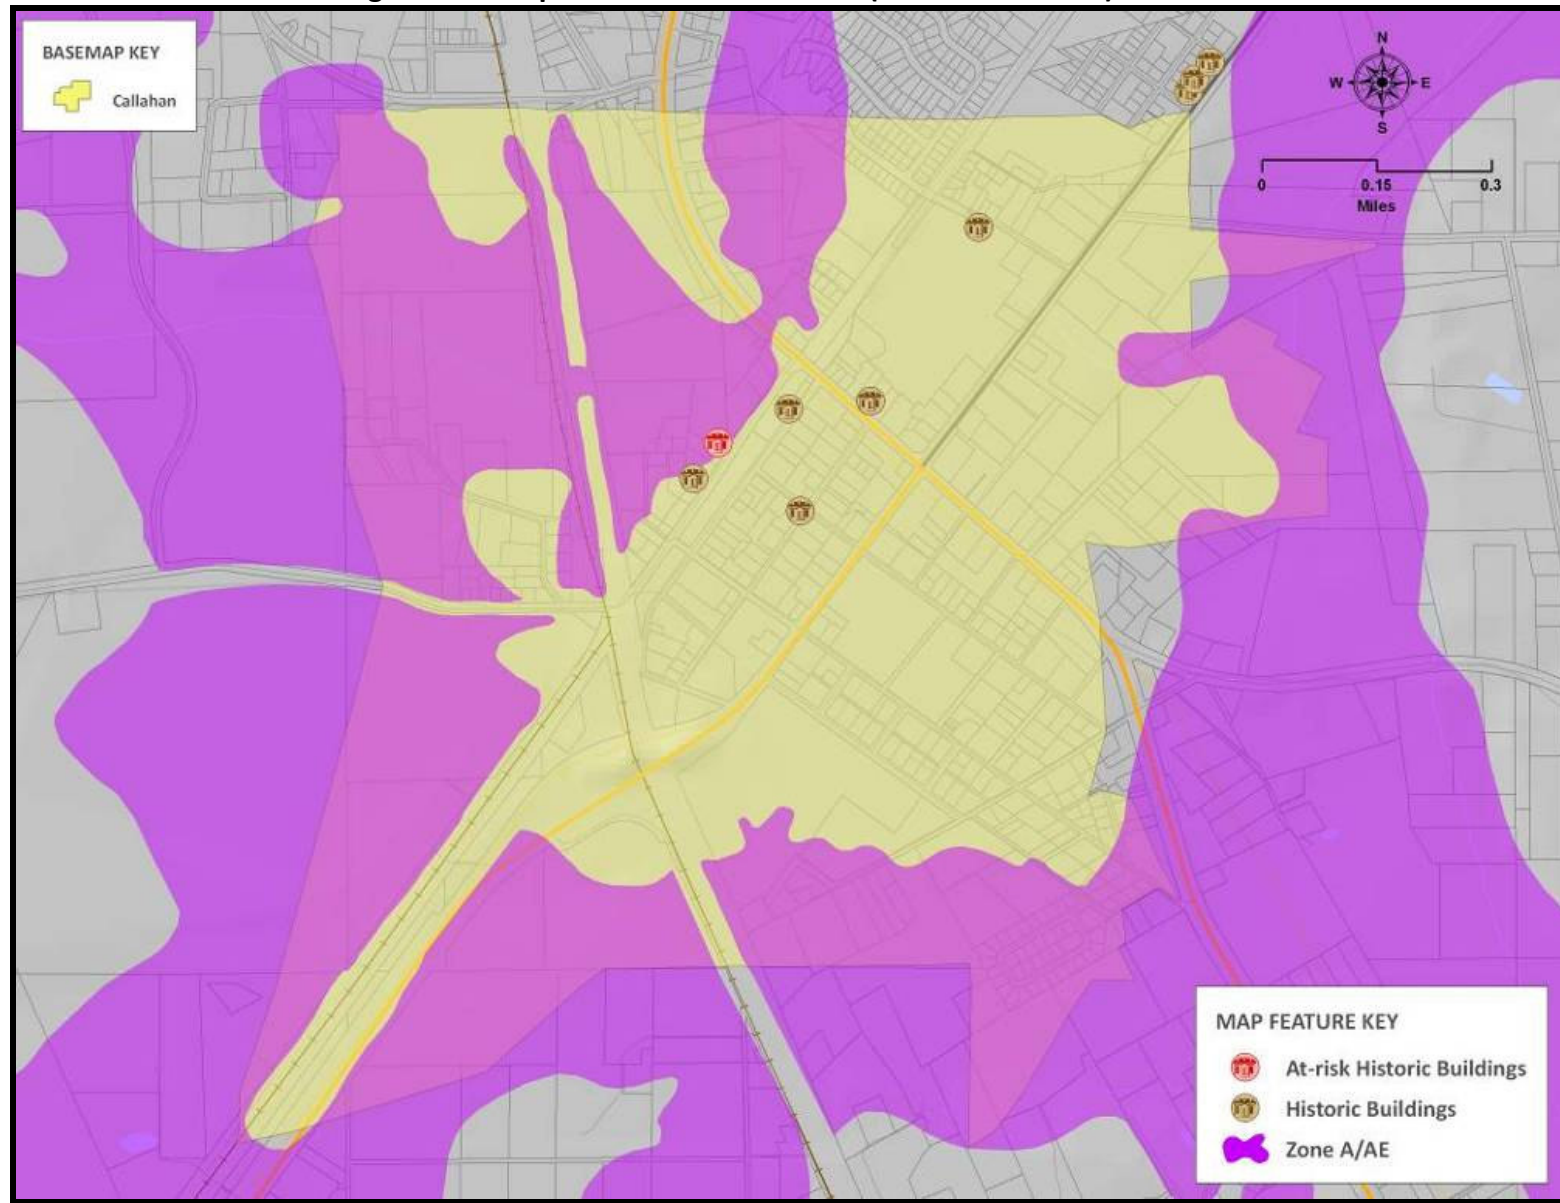 BASEMAP KEY
Callahan
N
W E
S
0 0.15 0.3
Miles
MAP FEATURE KEY
At-risk Historic Buildings
Historic Buildings
Zone A/AE